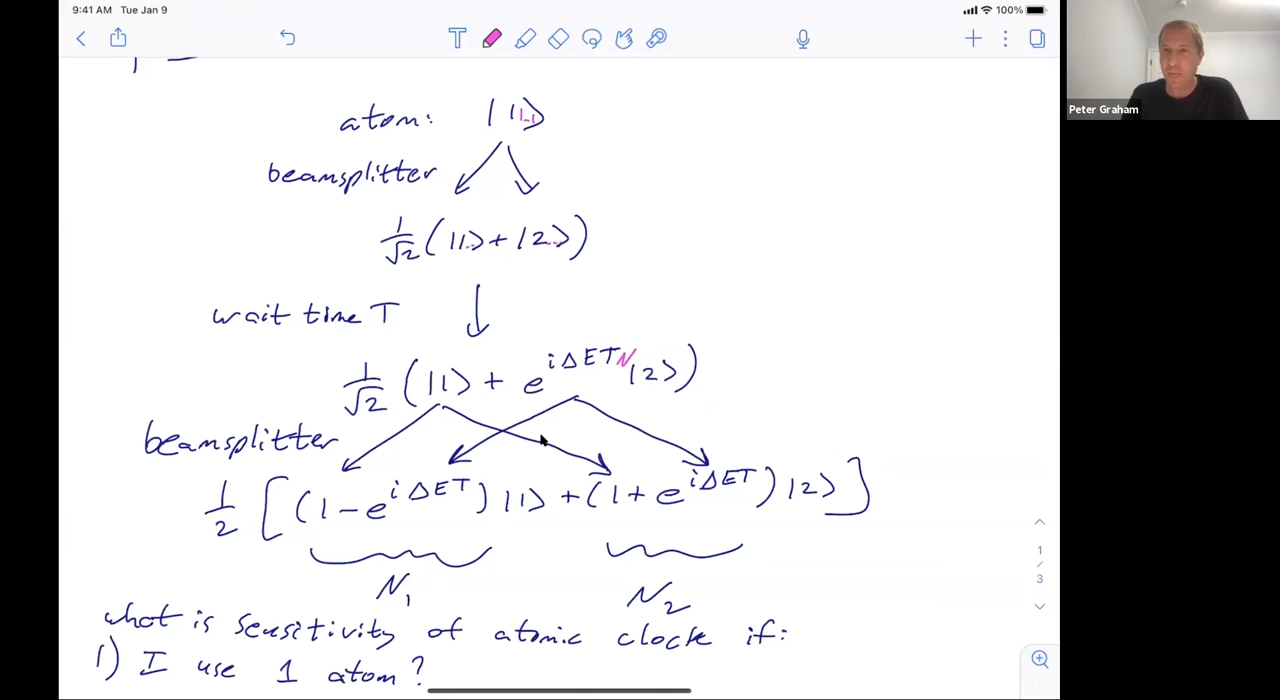 9:41 AM Tue Jan 9
100%
Peter Graham
atom: |11..>
beamsplitter
1/√2 (|1..> + |2..>)
wait time T
1/√2 (|1> + e^{iΔETN} |2>)
beamsplitter
1/2 [(1 - e^{iΔET}) |1> + (1 + e^{iΔET}) |2>]
N₁ N₂
what is sensitivity of atomic clock if:
1) I use 1 atom?
1
/
3